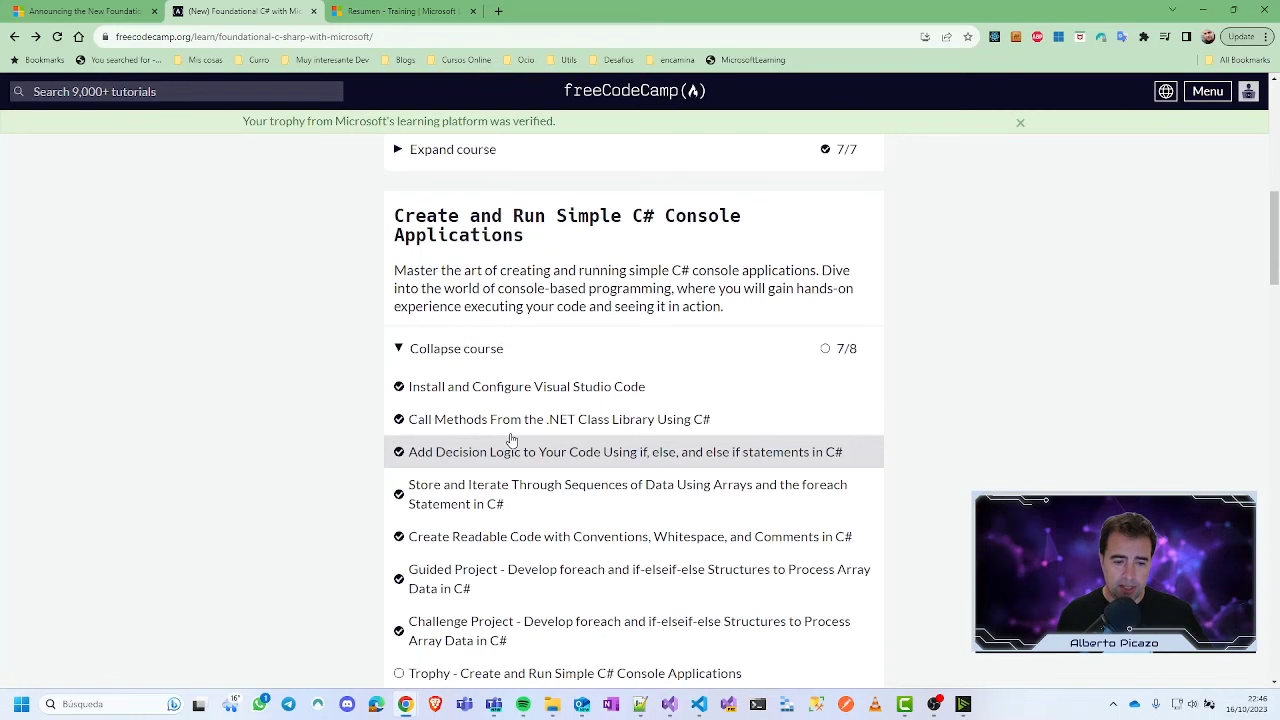 Announcing the New Foundatio
(New) Foundational C# with Mic
Resumen - Training | Microsoft
freecodecamp.org/learn/foundational-c-sharp-with-microsoft/
Update
Bookmarks
You searched for -...
Mis cosas
Curro
Muy interesante Dev
Blogs
Cursos Online
Ocio
Utils
Desafios
encamina
MicrosoftLearning
All Bookmarks
Search 9,000+ tutorials
freeCodeCamp
Menu
Your trophy from Microsoft's learning platform was verified.
Expand course
7/7
Create and Run Simple C# Console
Applications
Master the art of creating and running simple C# console applications. Dive
into the world of console-based programming, where you will gain hands-on
experience executing your code and seeing it in action.
Collapse course
7/8
Install and Configure Visual Studio Code
Call Methods From the .NET Class Library Using C#
Add Decision Logic to Your Code Using if, else, and else if statements in C#
Store and Iterate Through Sequences of Data Using Arrays and the foreach
Statement in C#
Create Readable Code with Conventions, Whitespace, and Comments in C#
Guided Project - Develop foreach and if-elseif-else Structures to Process Array
Data in C#
Challenge Project - Develop foreach and if-elseif-else Structures to Process
Array Data in C#
Trophy - Create and Run Simple C# Console Applications
Alberto Picazo
Búsqueda
16°
22:46
16/10/2023